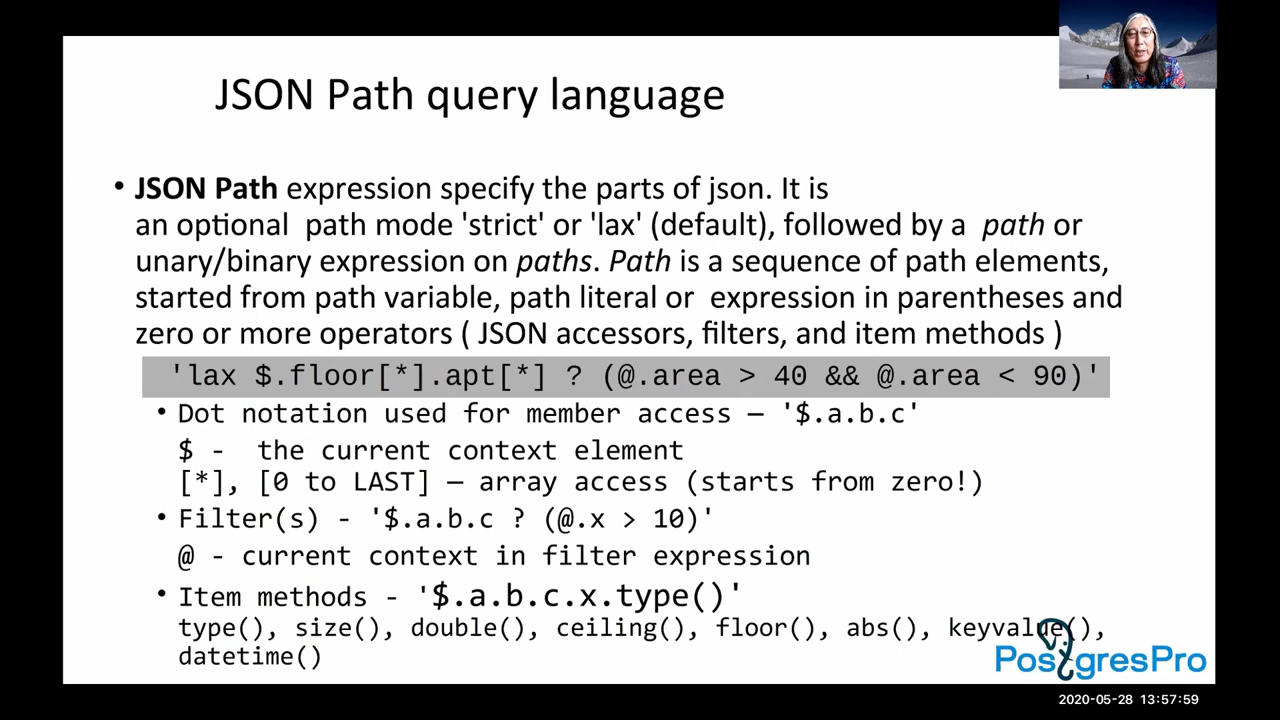 JSON Path query language
• JSON Path expression specify the parts of json. It is
an optional path mode 'strict' or 'lax' (default), followed by a path or
unary/binary expression on paths. Path is a sequence of path elements,
started from path variable, path literal or expression in parentheses and
zero or more operators ( JSON accessors, filters, and item methods )
'lax $.floor[*].apt[*] ? (@.area > 40 && @.area < 90)'
• Dot notation used for member access – '$.a.b.c'
$ - the current context element
[*], [0 to LAST] – array access (starts from zero!)
• Filter(s) - '$.a.b.c ? (@.x > 10)'
@ - current context in filter expression
• Item methods - '$.a.b.c.x.type()'
type(), size(), double(), ceiling(), floor(), abs(), keyvalue(),
datetime()
PostgresPro
2020-05-28 13:57:59